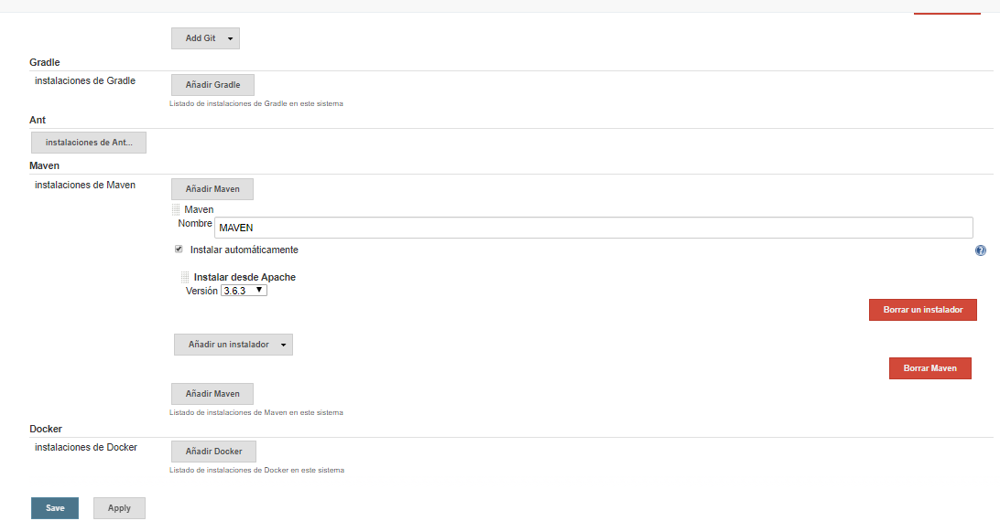 Add Git
Gradle
instalaciones de Gradle
Añadir Gradle
Listado de instalaciones de Gradle en este sistema
Ant
instalaciones de Ant...
Maven
instalaciones de Maven
Añadir Maven
Maven
Nombre MAVEN
Instalar automáticamente
Instalar desde Apache
Versión 3.6.3
Borrar un instalador
Añadir un instalador
Borrar Maven
Añadir Maven
Listado de instalaciones de Maven en este sistema
Docker
instalaciones de Docker
Añadir Docker
Listado de instalaciones de Docker en este sistema
Save
Apply